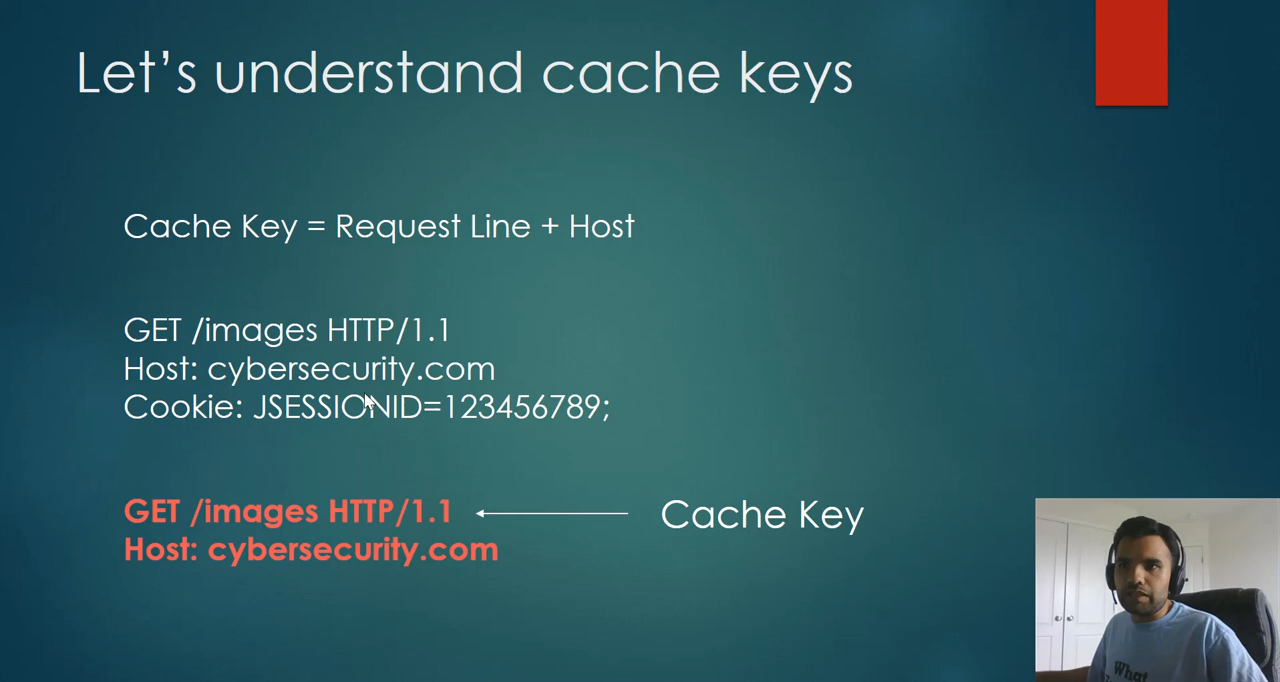 Let's understand cache keys
Cache Key = Request Line + Host
GET /images HTTP/1.1
Host: cybersecurity.com
Cookie: JSESSIONID=123456789;
GET /images HTTP/1.1
Cache Key
Host: cybersecurity.com
What